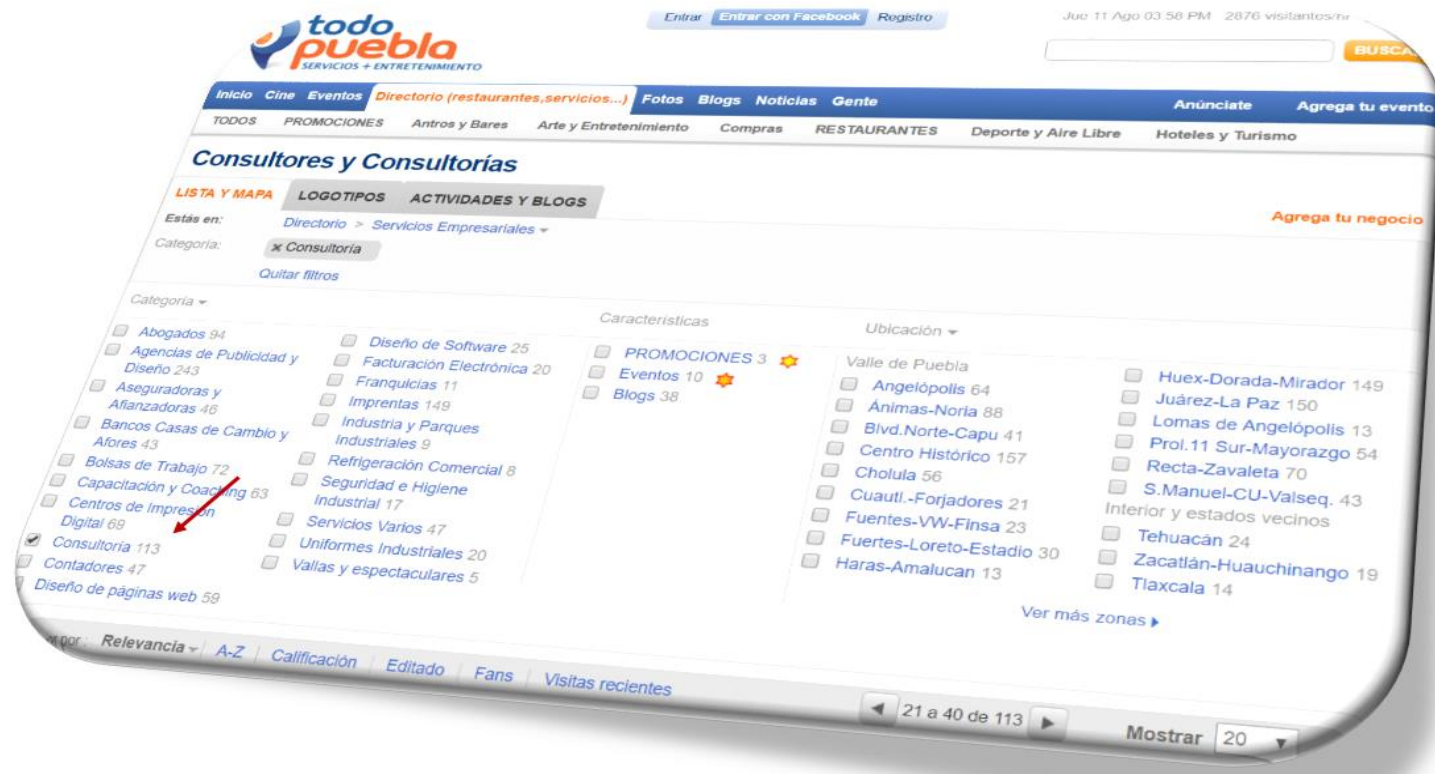 todo
puebla
SERVICIOS + ENTRETENIMIENTO
Entrar Entrar con Facebook Registro
Jue 11 Ago 03:58 PM 2876
Inicio Cine Eventos Directorio (restaurantes,servicios...) Fotos Blogs Noticias Gente Anúnciate Agrega tu evento
TODOS PROMOCIONES Antros y Bares Arte y Entretenimiento Compras RESTAURANTES Deporte y Aire Libre Hoteles y Turismo
Consultores y Consultorías
LISTA Y MAPA LOGOTIPOS ACTIVIDADES Y BLOGS
Agrega tu negocio
Estás en: Directorio > Servicios Empresariales
Categoría: x Consultoría
Quitar filtros
Categoría
Abogados 94
Agencias de Publicidad y
Diseño 243
Aseguradoras y
Afianzadoras 46
Bancos Casas de Cambio y
Afores 43
Bolsas de Trabajo 72
Capacitación y Coaching 63
Centros de Impresión
Digital 69
Consultoría 113
Contadores 47
Diseño de páginas web 59
Diseño de Software 25
Facturación Electrónica 20
Franquicias 11
Imprentas 149
Industria y Parques
Industriales 9
Refrigeración Comercial 8
Seguridad e Higiene
Industrial 17
Servicios Varios 47
Uniformes Industriales 20
Vallas y espectaculares 5
Características
PROMOCIONES 3
Eventos 10
Blogs 38
Ubicación
Valle de Puebla
Angelópolis 64
Ánimas-Noria 88
Blvd.Norte-Capu 41
Centro Histórico 157
Cholula 56
Cuautl.-Forjadores 21
Fuentes-VW-Finsa 23
Fuertes-Loreto-Estadio 30
Haras-Amalucan 13
Huex-Dorada-Mirador 149
Juárez-La Paz 150
Lomas de Angelópolis 13
Prol.11 Sur-Mayorazgo 54
Recta-Zavaleta 70
S.Manuel-CU-Valseq. 43
Interior y estados vecinos
Tehuacán 24
Zacatlán-Huauchinango 19
Tlaxcala 14
Ver más zonas
por: Relevancia A-Z Calificación Editado Fans Visitas recientes
21 a 40 de 113 Mostrar 20